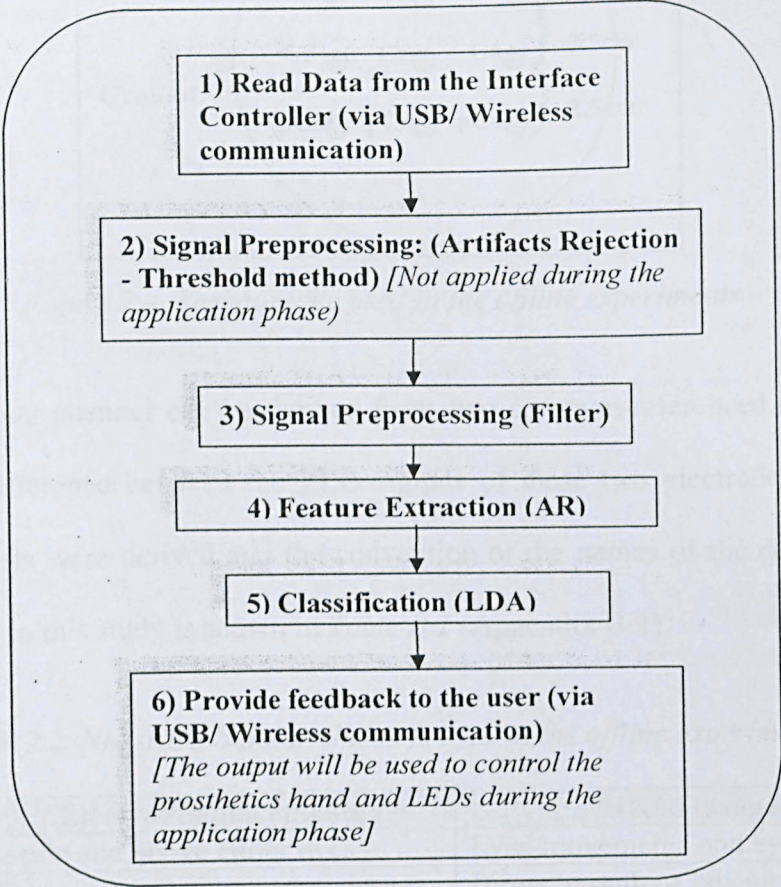 1) Read Data from the Interface
Controller (via USB/ Wireless
communication)
2) Signal Preprocessing: (Artifacts Rejection
- Threshold method) [Not applied during the
application phase)
3) Signal Preprocessing (Filter)
4) Feature Extraction (AR)
5) Classification (LDA)
6) Provide feedback to the user (via
USB/ Wireless communication)
[The output will be used to control the
prosthetics hand and LEDs during the
application phase]